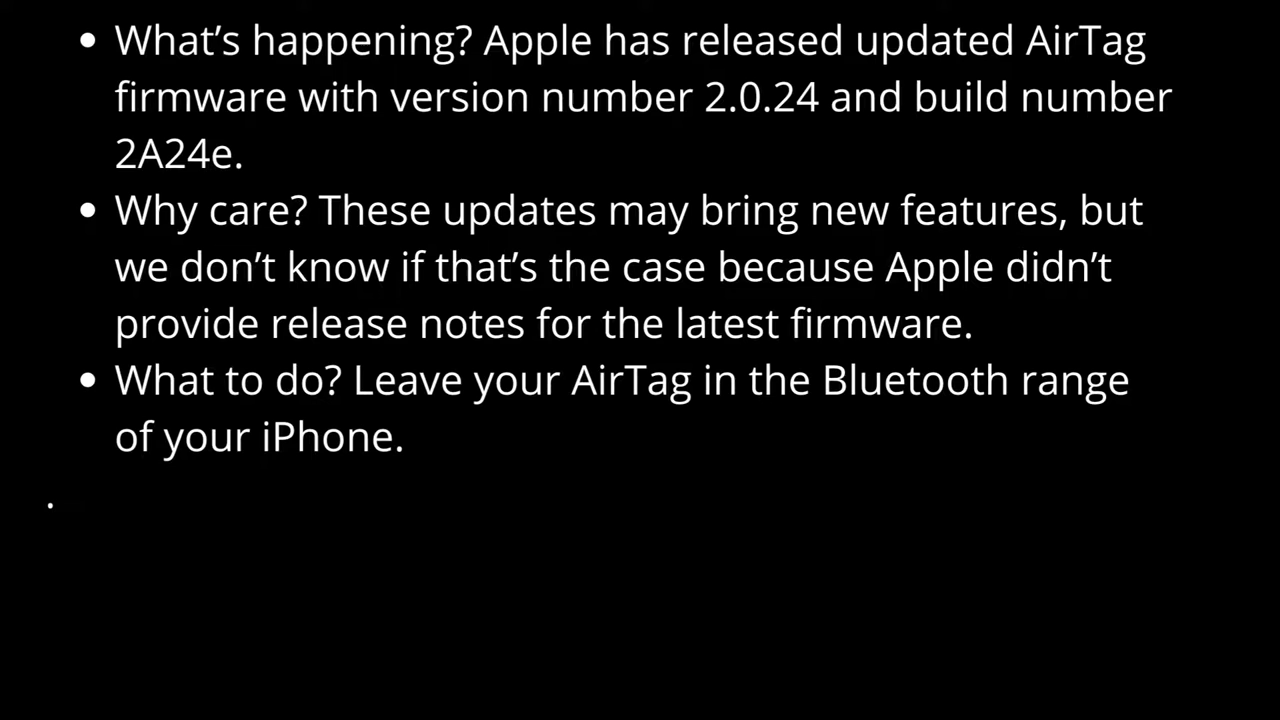 • What’s happening? Apple has released updated AirTag
firmware with version number 2.0.24 and build number
2A24e.
• Why care? These updates may bring new features, but
we don’t know if that’s the case because Apple didn’t
provide release notes for the latest firmware.
• What to do? Leave your AirTag in the Bluetooth range
of your iPhone.
.